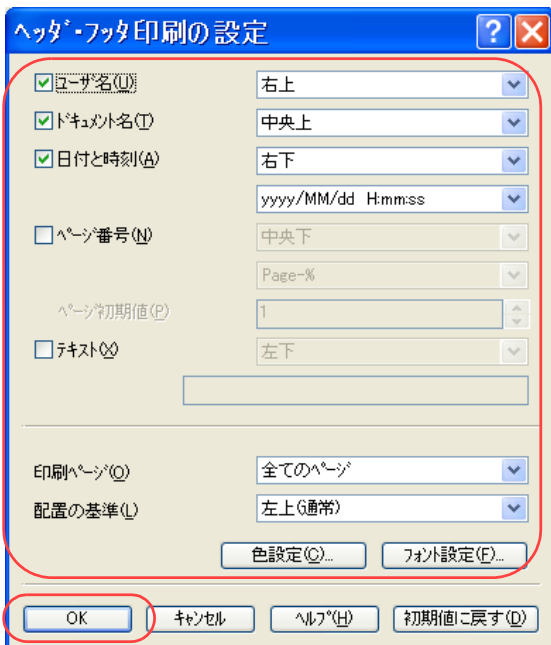 ﾍｯﾀﾞ・ﾌｯﾀ印刷の設定
ﾕｰｻﾞ名(U) 右上
ﾄﾞｷｭﾒﾝﾄ名(T) 中央上
日付と時刻(A) 右下
yyyy/MM/dd H:mm:ss
ﾍﾟｰｼﾞ番号(N) 中央下
Page-%
ﾍﾟｰｼﾞ初期値(P) 1
ﾃｷｽﾄ(X) 左下
印刷ﾍﾟｰｼﾞ(O) 全てのﾍﾟｰｼﾞ
配置の基準(L) 左上(通常)
色設定(C)... ﾌｫﾝﾄ設定(F)...
OK ｷｬﾝｾﾙ ﾍﾙﾌﾟ(H) 初期値に戻す(D)